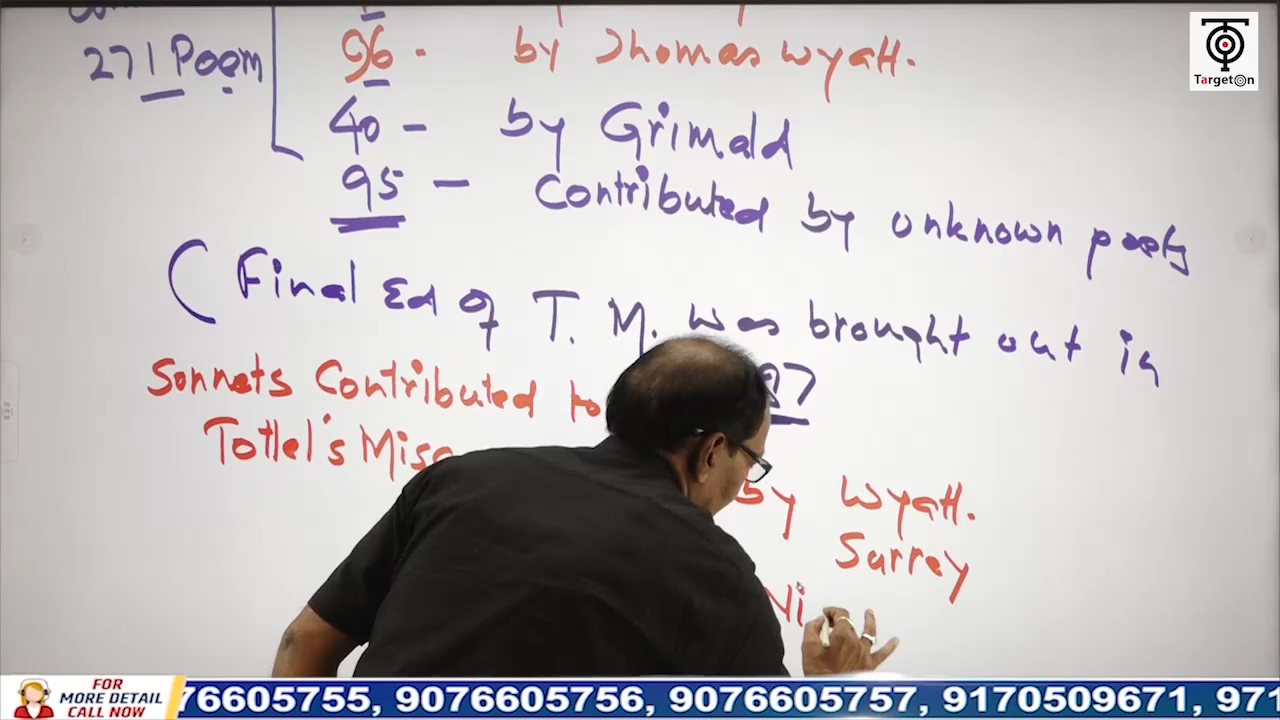 271 Poem
96 - by Thomas Wyatt.
40 - by Grimald
95 - Contributed by unknown poets
(Final Ed of T. M. was brought out in
87
Sonnets Contributed to
Tottel's Misc
by Wyatt.
Surrey
Ni
TargetOn
FOR
MORE DETAIL
CALL NOW
76605755, 9076605756, 9076605757, 9170509671, 971